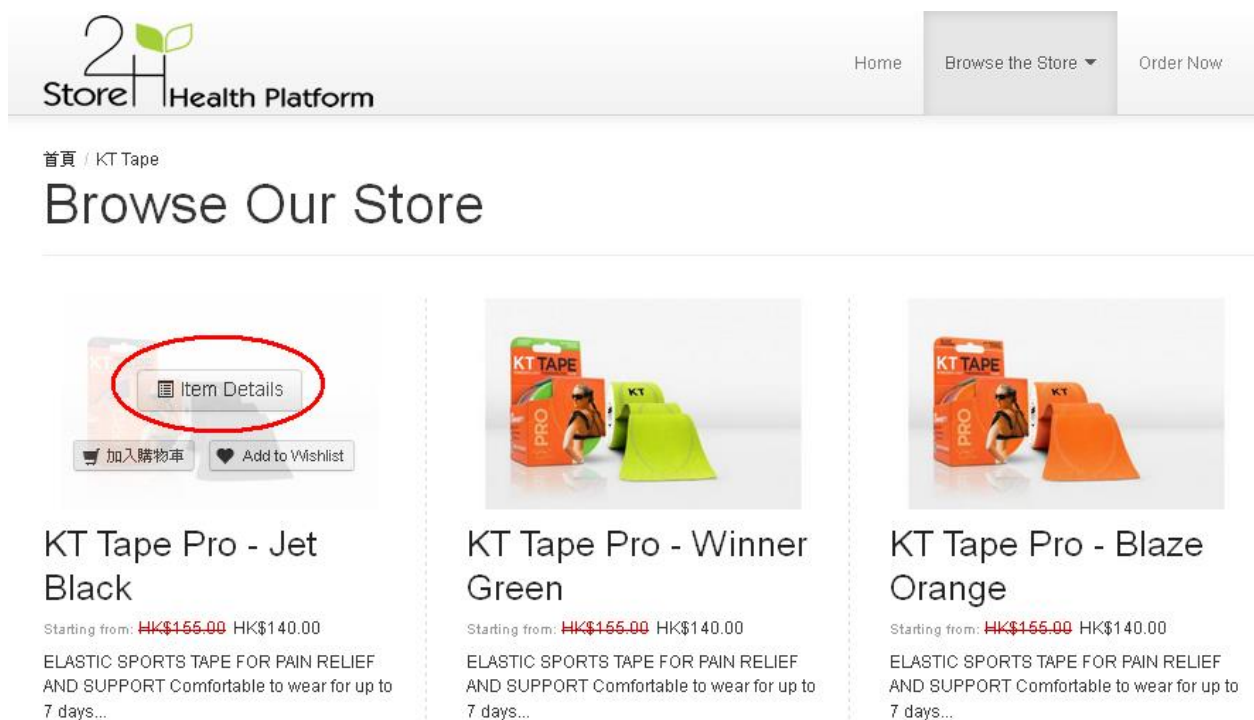 2H
Store Health Platform
Home Browse the Store Order Now
首頁 / KT Tape
Browse Our Store
KT
Item Details
加入購物車 Add to Wishlist
KT TAPE
KT
PRO
KT TAPE
KT
PRO
KT Tape Pro - Jet
Black
Starting from: HK$155.00 HK$140.00
ELASTIC SPORTS TAPE FOR PAIN RELIEF
AND SUPPORT Comfortable to wear for up to
7 days...
KT Tape Pro - Winner
Green
Starting from: HK$155.00 HK$140.00
ELASTIC SPORTS TAPE FOR PAIN RELIEF
AND SUPPORT Comfortable to wear for up to
7 days...
KT Tape Pro - Blaze
Orange
Starting from: HK$155.00 HK$140.00
ELASTIC SPORTS TAPE FOR PAIN RELIEF
AND SUPPORT Comfortable to wear for up to
7 days...